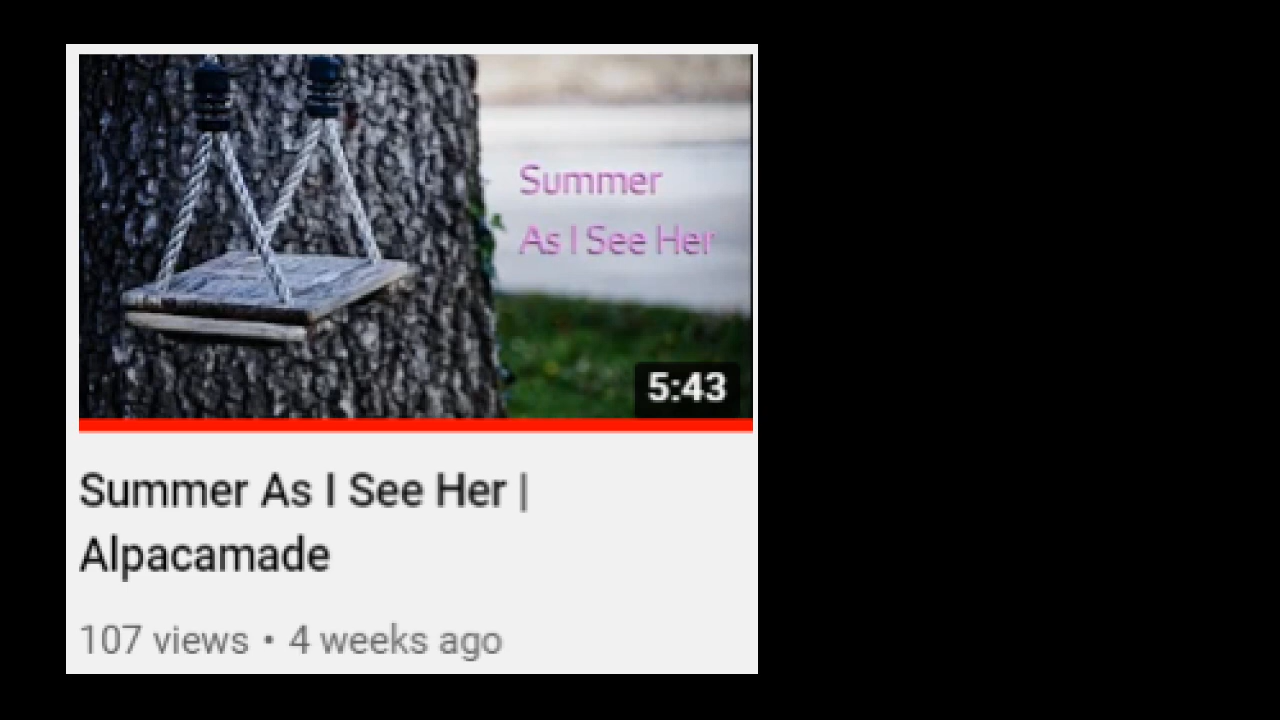 Summer
As I See Her
5:43
Summer As I See Her |
Alpacamade
107 views • 4 weeks ago